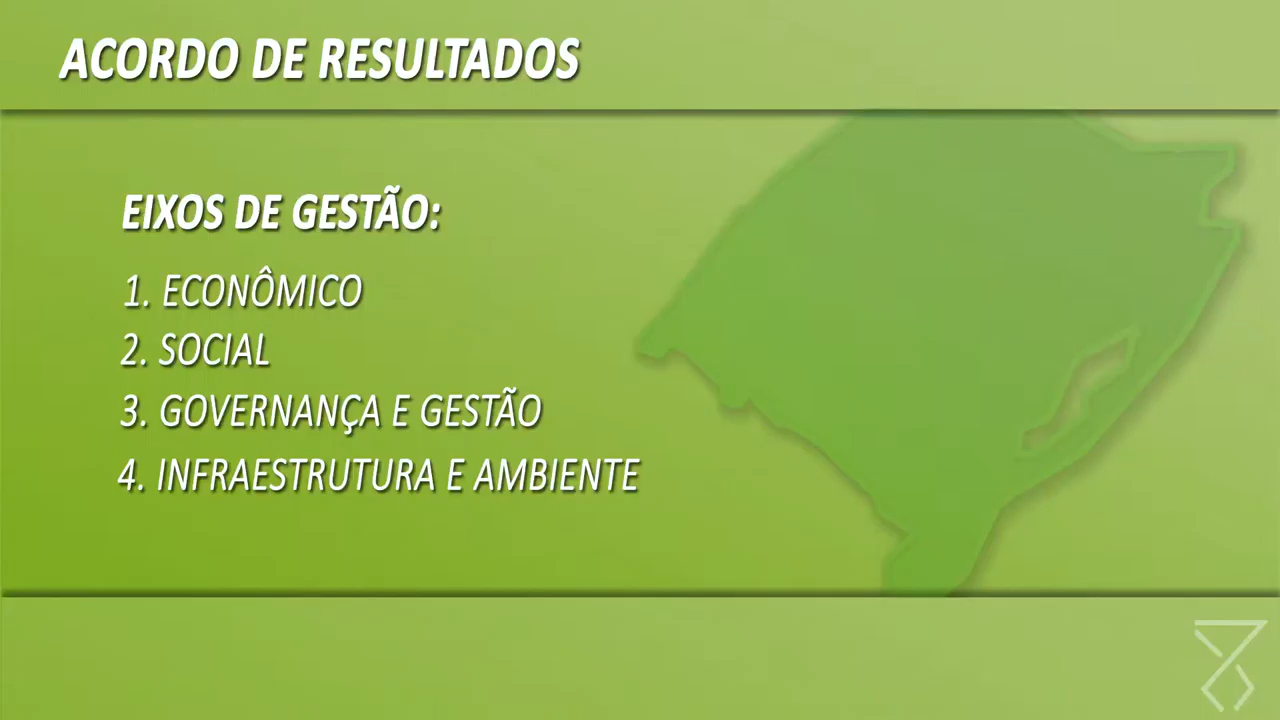 ACORDO DE RESULTADOS
EIXOS DE GESTÃO:
1. ECONÔMICO
2. SOCIAL
3. GOVERNANÇA E GESTÃO
4. INFRAESTRUTURA E AMBIENTE